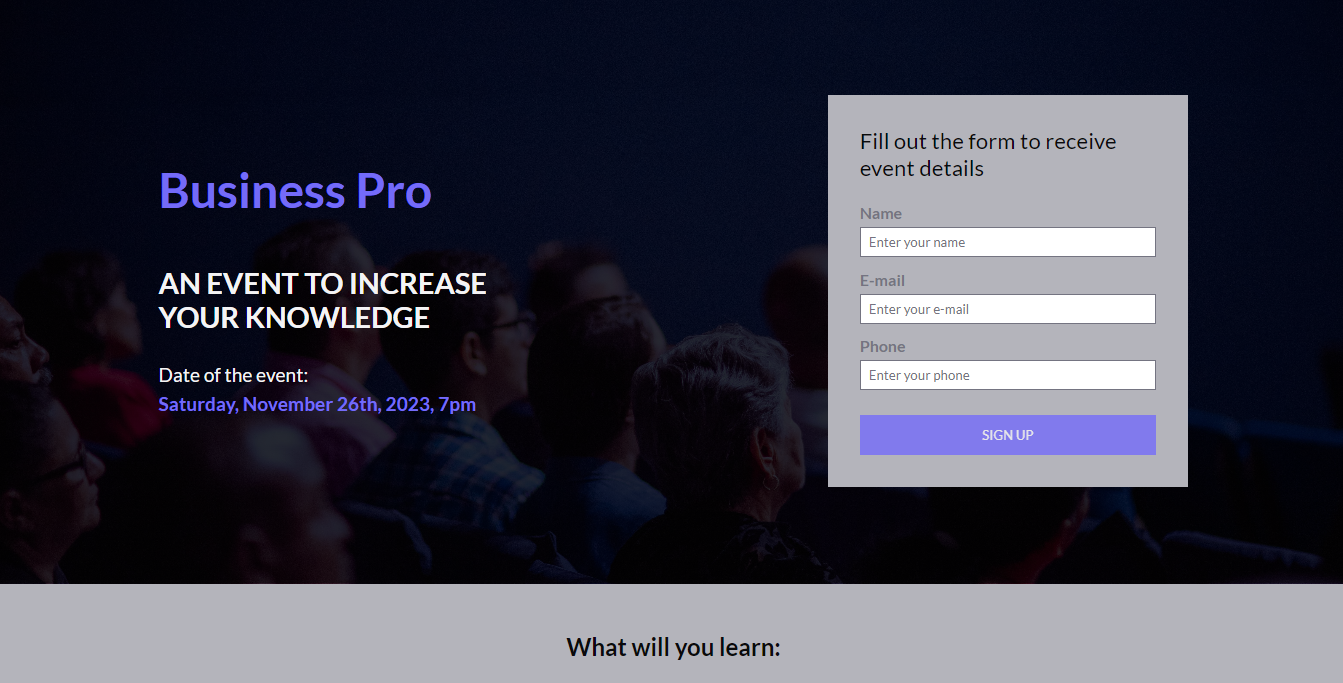 Business Pro
AN EVENT TO INCREASE
YOUR KNOWLEDGE
Date of the event:
Saturday, November 26th, 2023, 7pm
Fill out the form to receive
event details
Name
Enter your name
E-mail
Enter your e-mail
Phone
Enter your phone
SIGN UP
What will you learn: